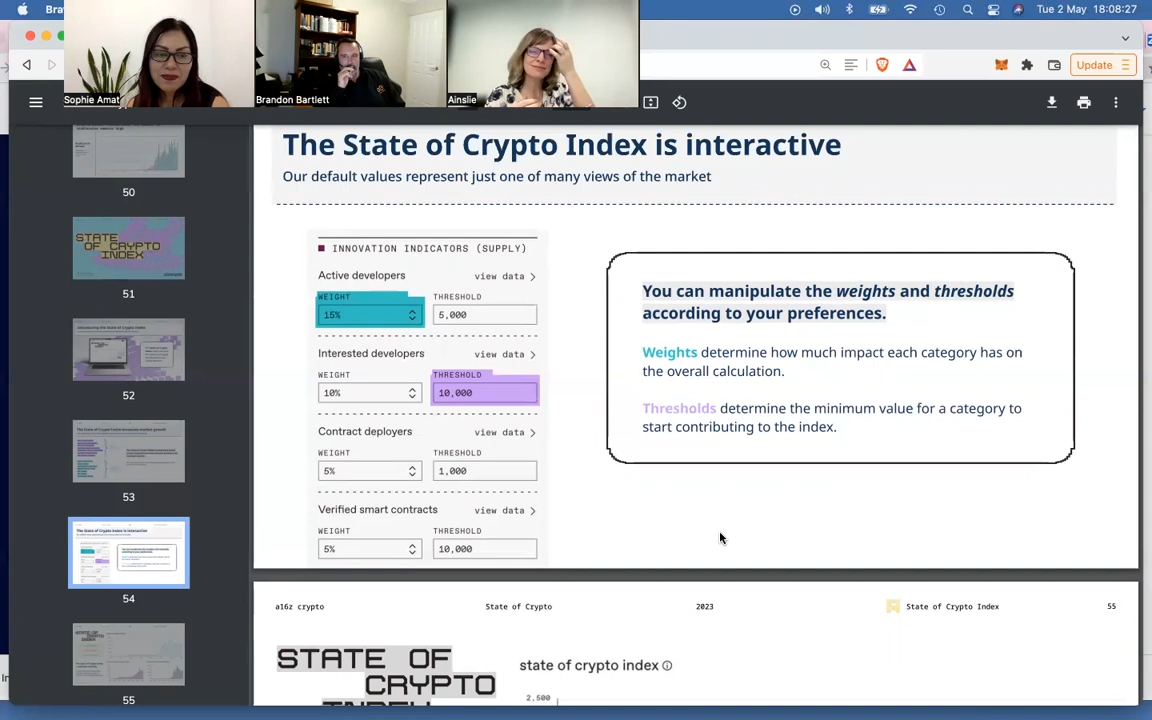 Bra
Tue 2 May 18:08:27
Update
Sophie Amat
Brandon Bartlett
Ainslie
50
STATE OF CRYPTO INDEX
51
52
53
54
55
The State of Crypto Index is interactive
Our default values represent just one of many views of the market
INNOVATION INDICATORS (SUPPLY)
Active developers view data >
WEIGHT THRESHOLD
15% 5,000
Interested developers view data >
WEIGHT THRESHOLD
10% 10,000
Contract deployers view data >
WEIGHT THRESHOLD
5% 1,000
Verified smart contracts view data >
WEIGHT THRESHOLD
5% 10,000
You can manipulate the weights and thresholds
according to your preferences.
Weights determine how much impact each category has on
the overall calculation.
Thresholds determine the minimum value for a category to
start contributing to the index.
a16z crypto State of Crypto 2023 State of Crypto Index 55
STATE OF
CRYPTO
INDEX
state of crypto index
2,500